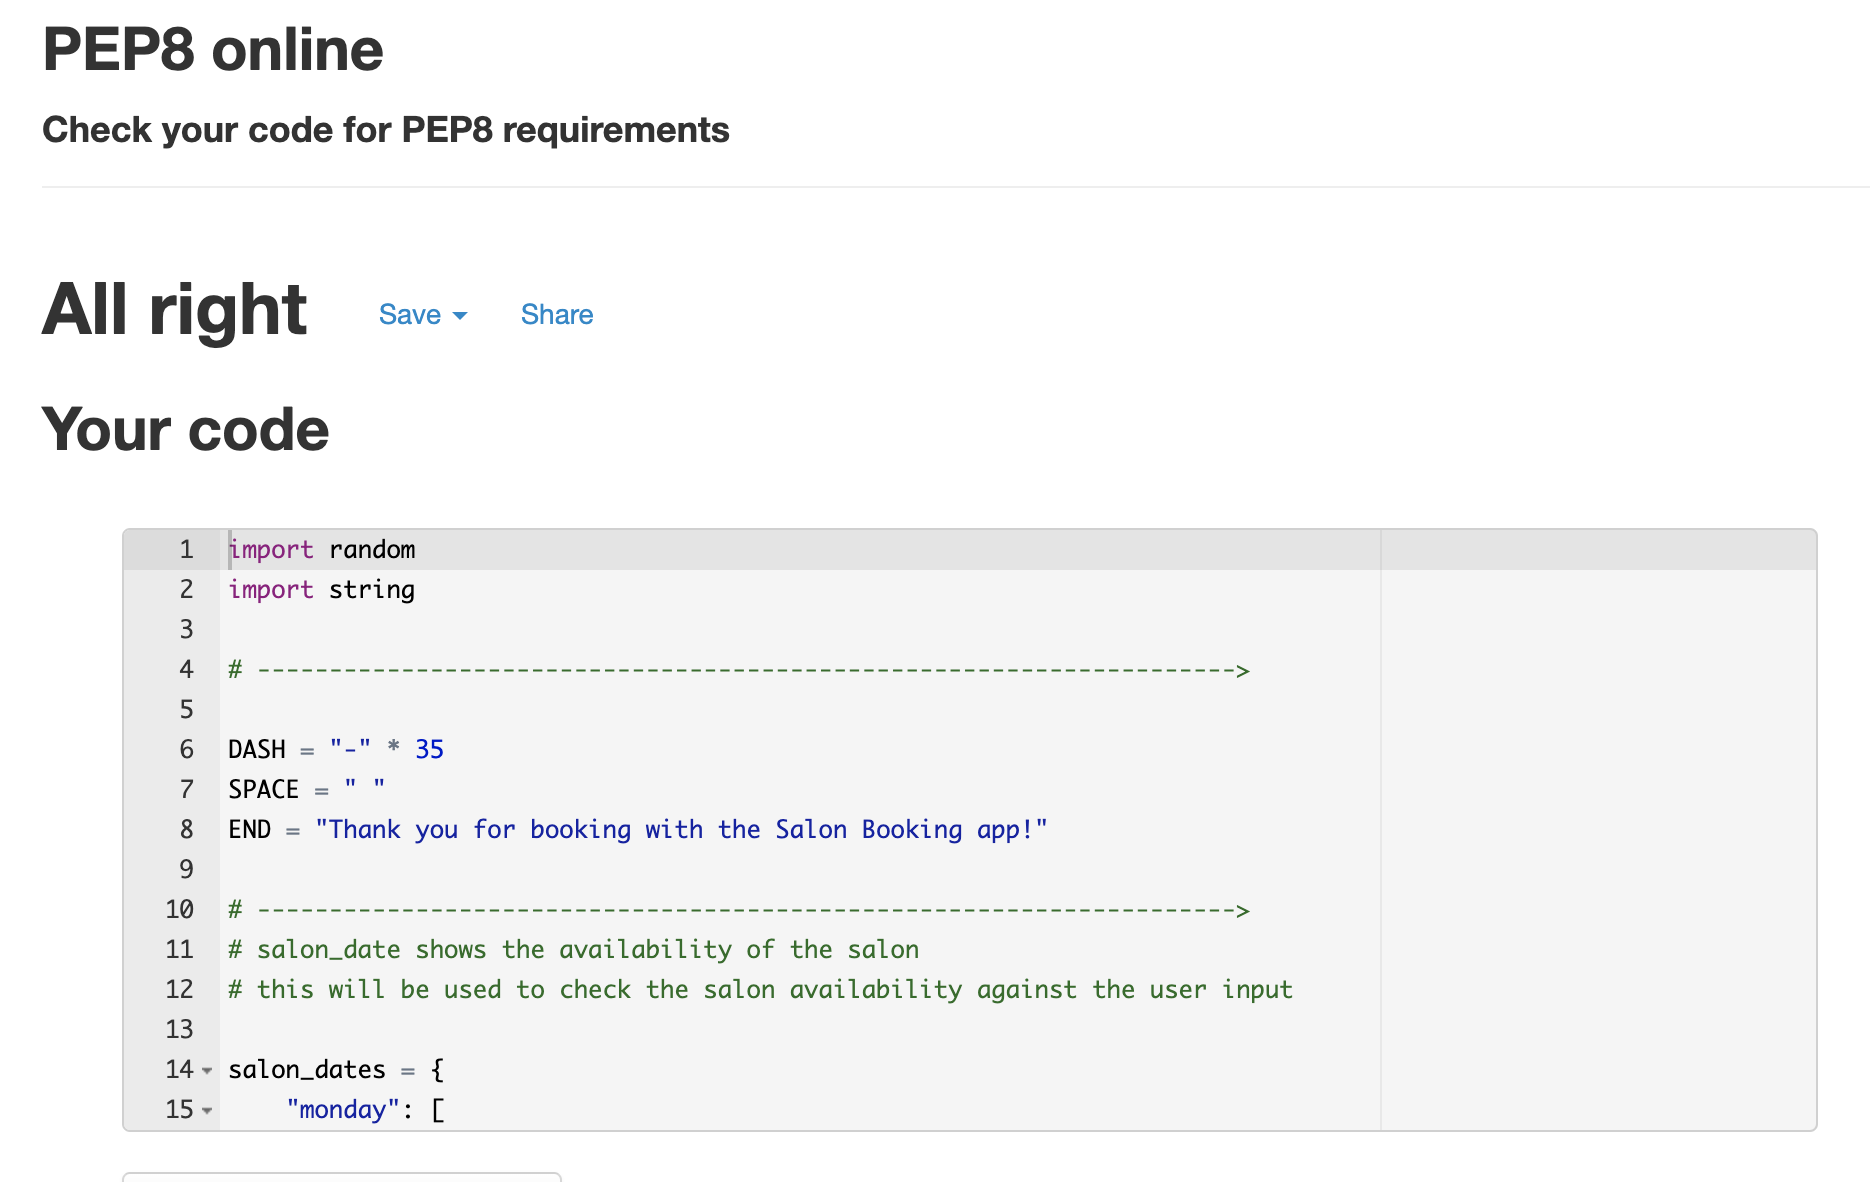 PEP8 online
Check your code for PEP8 requirements
All right Save Share
Your code
1 import random
2 import string
3
4 # -------------------------------------------------------------------->
5
6 DASH = "-" * 35
7 SPACE = " "
8 END = "Thank you for booking with the Salon Booking app!"
9
10 # -------------------------------------------------------------------->
11 # salon_date shows the availability of the salon
12 # this will be used to check the salon availability against the user input
13
14 salon_dates = {
15     "monday": [